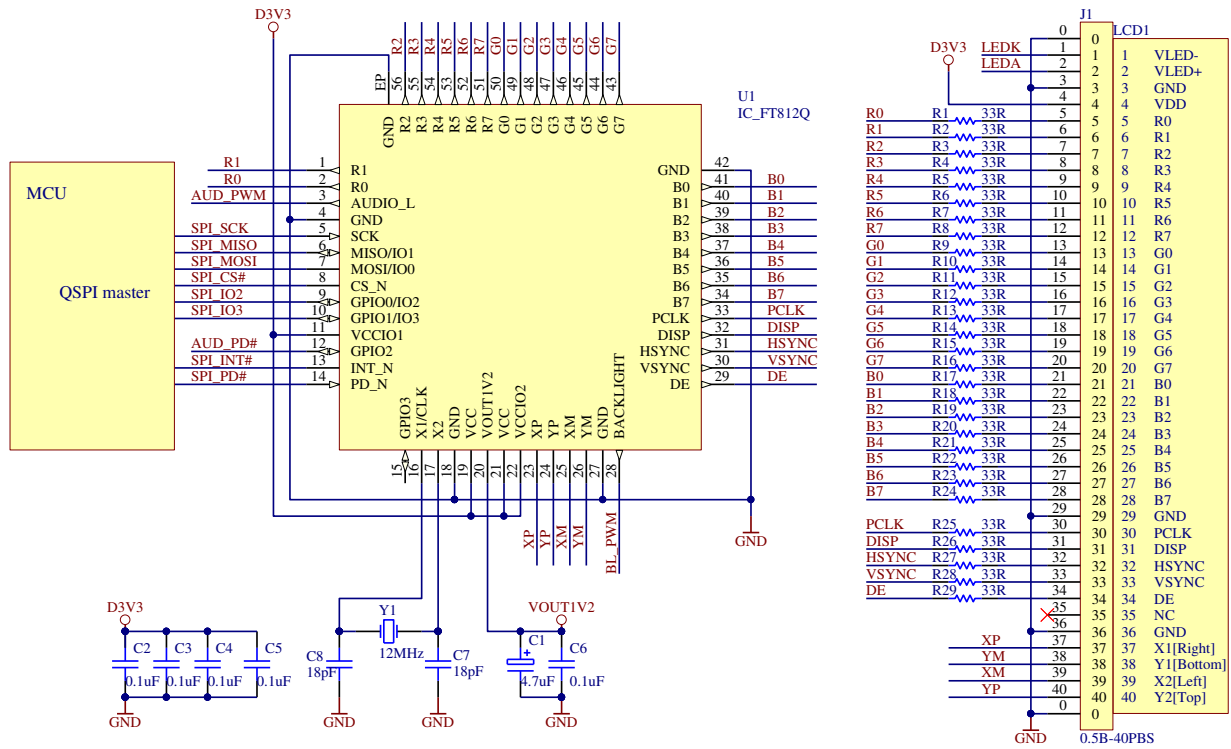 D3V3
R2 R3 R4 R5 R6 R7 G0 G1 G2 G3 G4 G5 G6 G7
EP 56 55 54 53 52 51 50 49 48 47 46 45 44 43
GND R2 R3 R4 R5 R6 R7 G0 G1 G2 G3 G4 G5 G6 G7
U1
IC_FT812Q
MCU
QSPI master
R1 1 R1
R0 2 R0
AUD_PWM 3 AUDIO_L
4 GND
SPI_SCK 5 SCK
SPI_MISO 6 MISO/IO1
SPI_MOSI 7 MOSI/IO0
SPI_CS# 8 CS_N
SPI_IO2 9 GPIO0/IO2
SPI_IO3 10 GPIO1/IO3
11 VCCIO1
AUD_PD# 12 GPIO2
SPI_INT# 13 INT_N
SPI_PD# 14 PD_N
GND 42
B0 41 B0
B1 40 B1
B2 39 B2
B3 38 B3
B4 37 B4
B5 36 B5
B6 35 B6
B7 34 B7
PCLK 33 PCLK
DISP 32 DISP
HSYNC 31 HSYNC
VSYNC 30 VSYNC
DE 29 DE
GPIO3 X1/CLK X2 GND VCC VOUT1V2 VCC VCCIO2 XP YP XM YM GND BACKLIGHT
15 16 17 18 19 20 21 22 23 24 25 26 27 28
XP YP XM YM BL_PWM
GND
D3V3
C2 0.1uF
C3 0.1uF
C4 0.1uF
C5 0.1uF
GND
Y1
12MHz
C8
18pF
C7
18pF
GND
GND
VOUT1V2
C1
4.7uF
C6
0.1uF
GND
J1
LCD1
D3V3
0 0
LEDK 1 1 1 VLED-
LEDA 2 2 2 VLED+
3 3 3 GND
4 4 4 VDD
R0 R1 33R 5 5 5 R0
R1 R2 33R 6 6 6 R1
R2 R3 33R 7 7 7 R2
R3 R4 33R 8 8 8 R3
R4 R5 33R 9 9 9 R4
R5 R6 33R 10 10 10 R5
R6 R7 33R 11 11 11 R6
R7 R8 33R 12 12 12 R7
G0 R9 33R 13 13 13 G0
G1 R10 33R 14 14 14 G1
G2 R11 33R 15 15 15 G2
G3 R12 33R 16 16 16 G3
G4 R13 33R 17 17 17 G4
G5 R14 33R 18 18 18 G5
G6 R15 33R 19 19 19 G6
G7 R16 33R 20 20 20 G7
B0 R17 33R 21 21 21 B0
B1 R18 33R 22 22 22 B1
B2 R19 33R 23 23 23 B2
B3 R20 33R 24 24 24 B3
B4 R21 33R 25 25 25 B4
B5 R22 33R 26 26 26 B5
B6 R23 33R 27 27 27 B6
B7 R24 33R 28 28 28 B7
29 29 29 GND
PCLK R25 33R 30 30 30 PCLK
DISP R26 33R 31 31 31 DISP
HSYNC R27 33R 32 32 32 HSYNC
VSYNC R28 33R 33 33 33 VSYNC
DE R29 33R 34 34 34 DE
35 35 35 NC
36 36 36 GND
XP 37 37 37 X1[Right]
YM 38 38 38 Y1[Bottom]
XM 39 39 39 X2[Left]
YP 40 40 40 Y2[Top]
0 0
GND
0.5B-40PBS